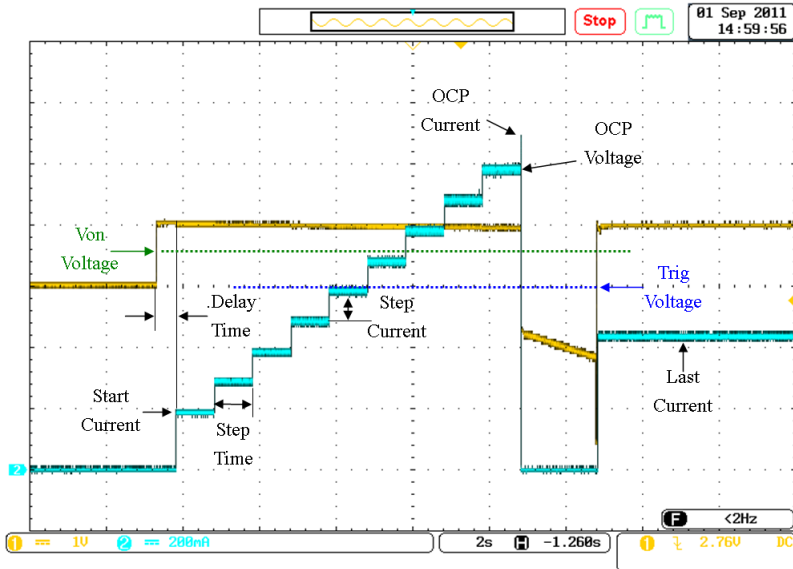 Stop
01 Sep 2011
14:59:56
OCP
Current
OCP
Voltage
Von
Voltage
.Delay
Time
Step
Current
Trig
Voltage
Start
Current
Step
Time
Last
Current
2
F <2Hz
1 1V 2 200mA 2s H -1.260s 1 2.76V DC